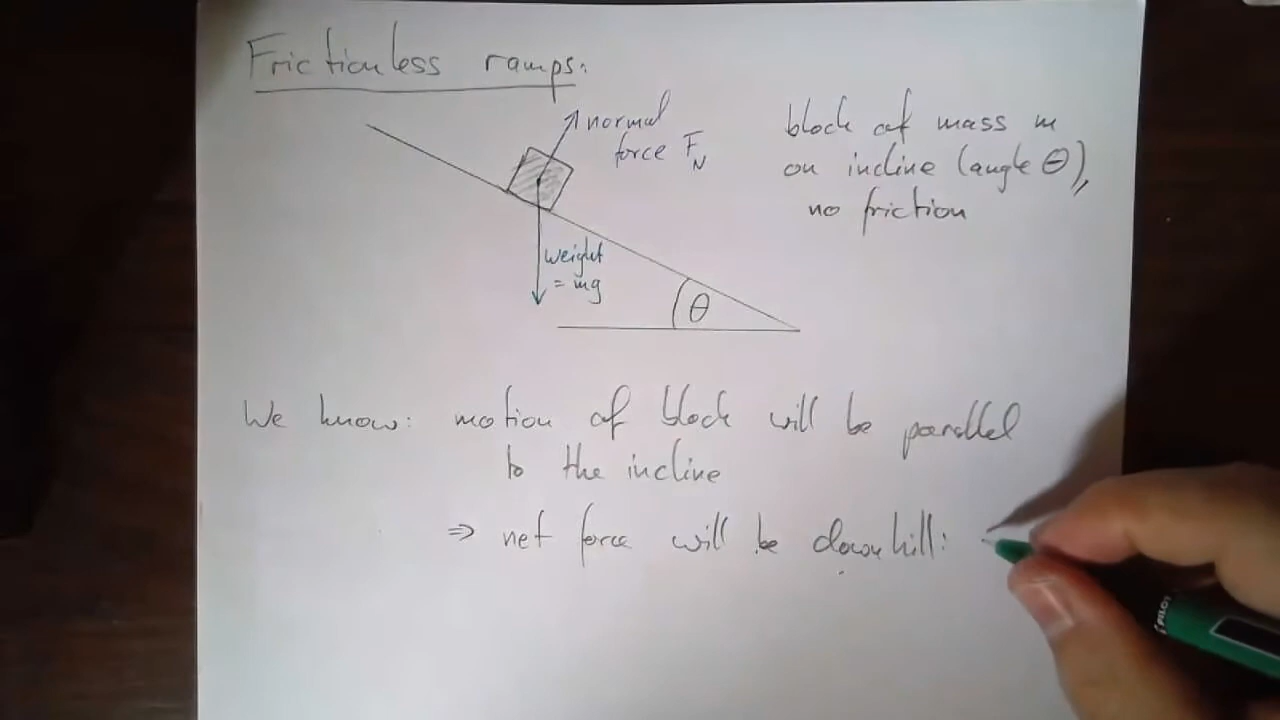 Frictionless ramps:
normal
force F_N
block of mass m
on incline (angle θ),
no friction
weight
= mg
θ
We know: motion of block will be parallel
to the incline
⇒ net force will be downhill:
PILOT